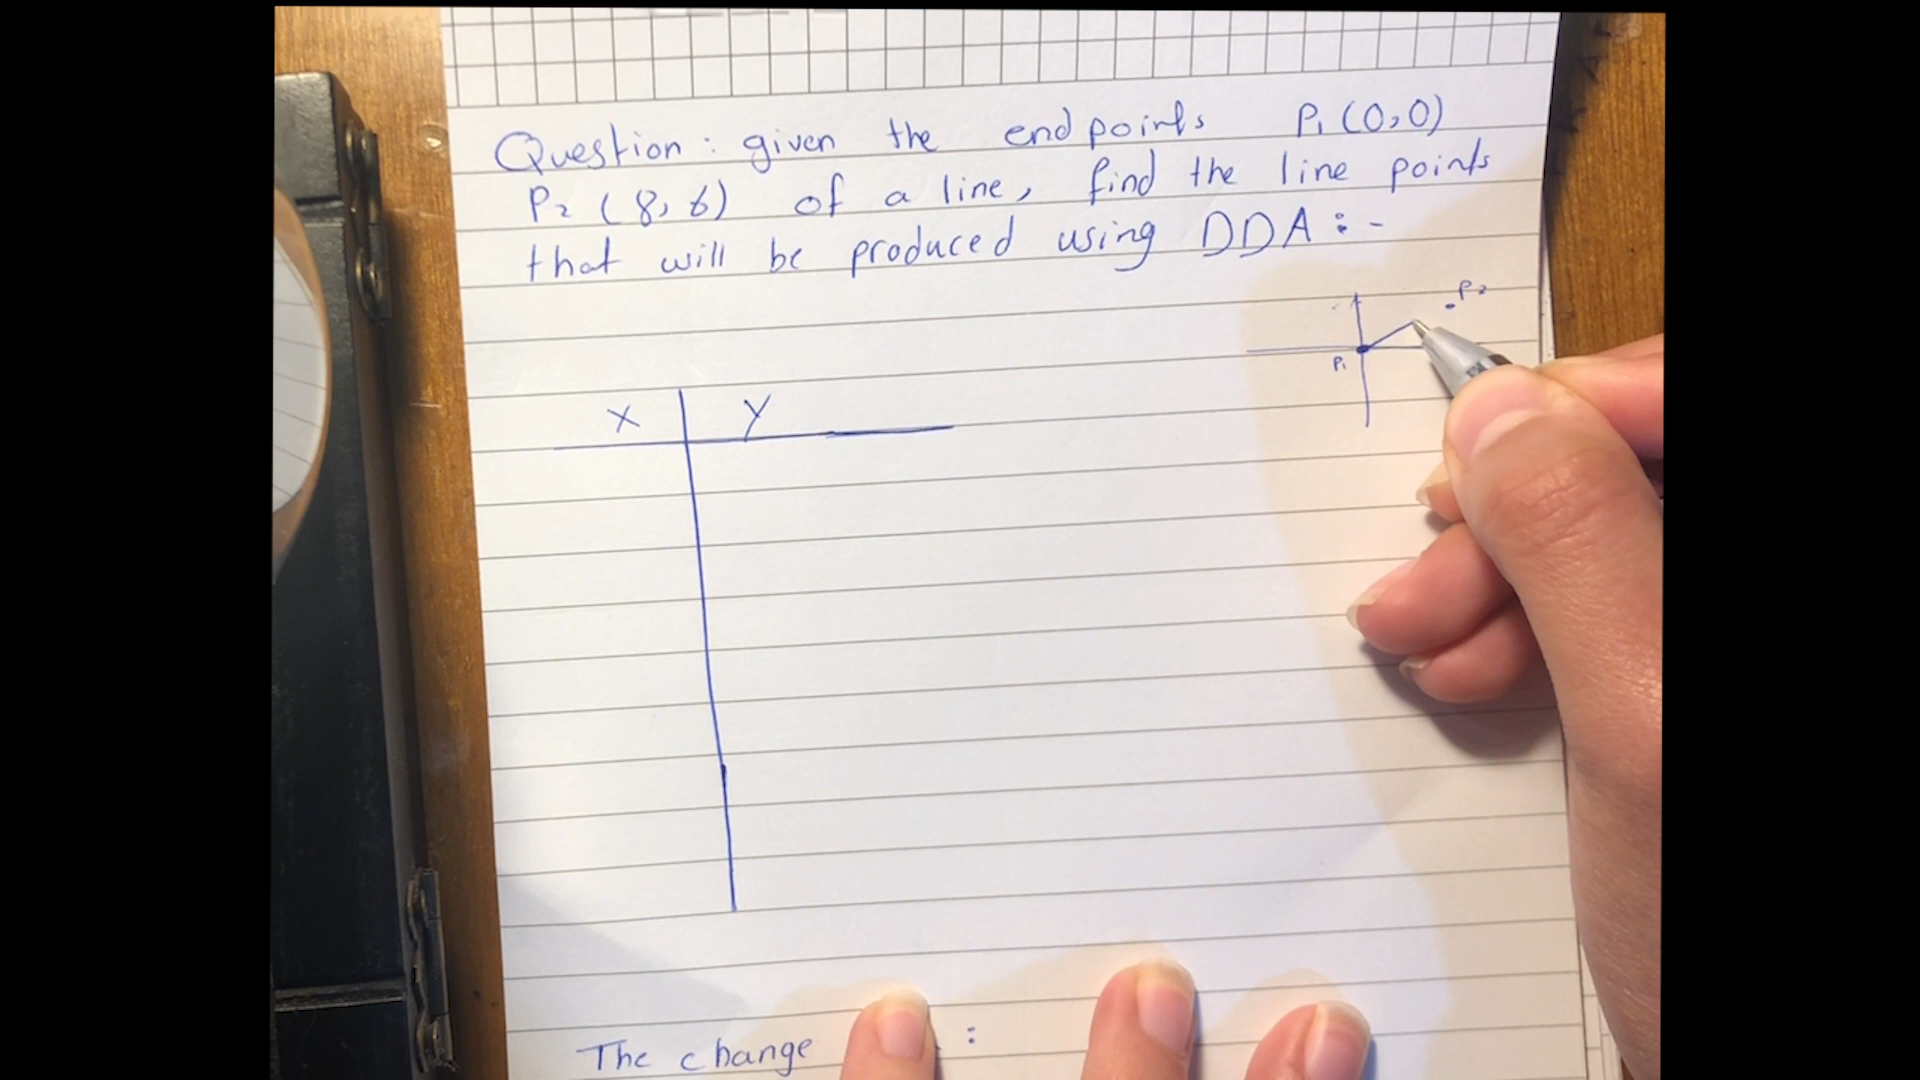 Question: given the end points P₁ (0,0)
P₂ (8,6) of a line, find the line points
that will be produced using DDA :-
P₂
P₁
X Y
The change :